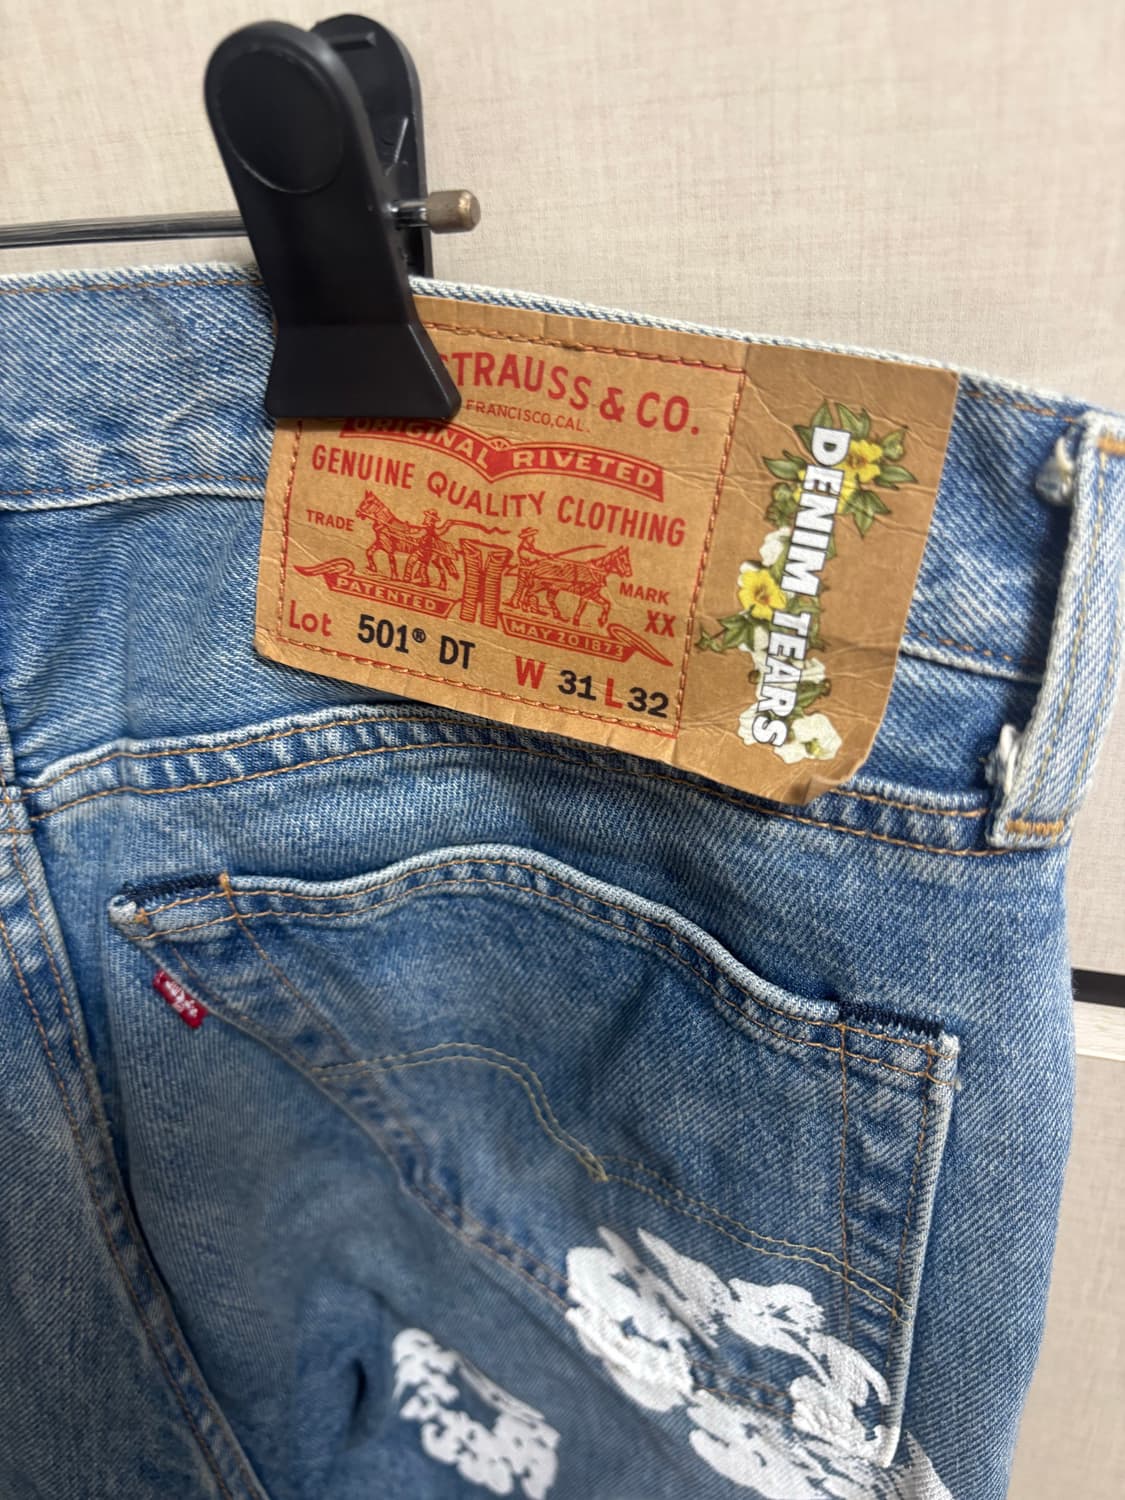 STRAUSS & CO.
FRANCISCO, CAL.
ORIGINAL RIVETED
GENUINE QUALITY CLOTHING
TRADE MARK
PATENTED MAY 20, 1873
XX
Lot 501® DT W 31 L 32
DENIM TEARS